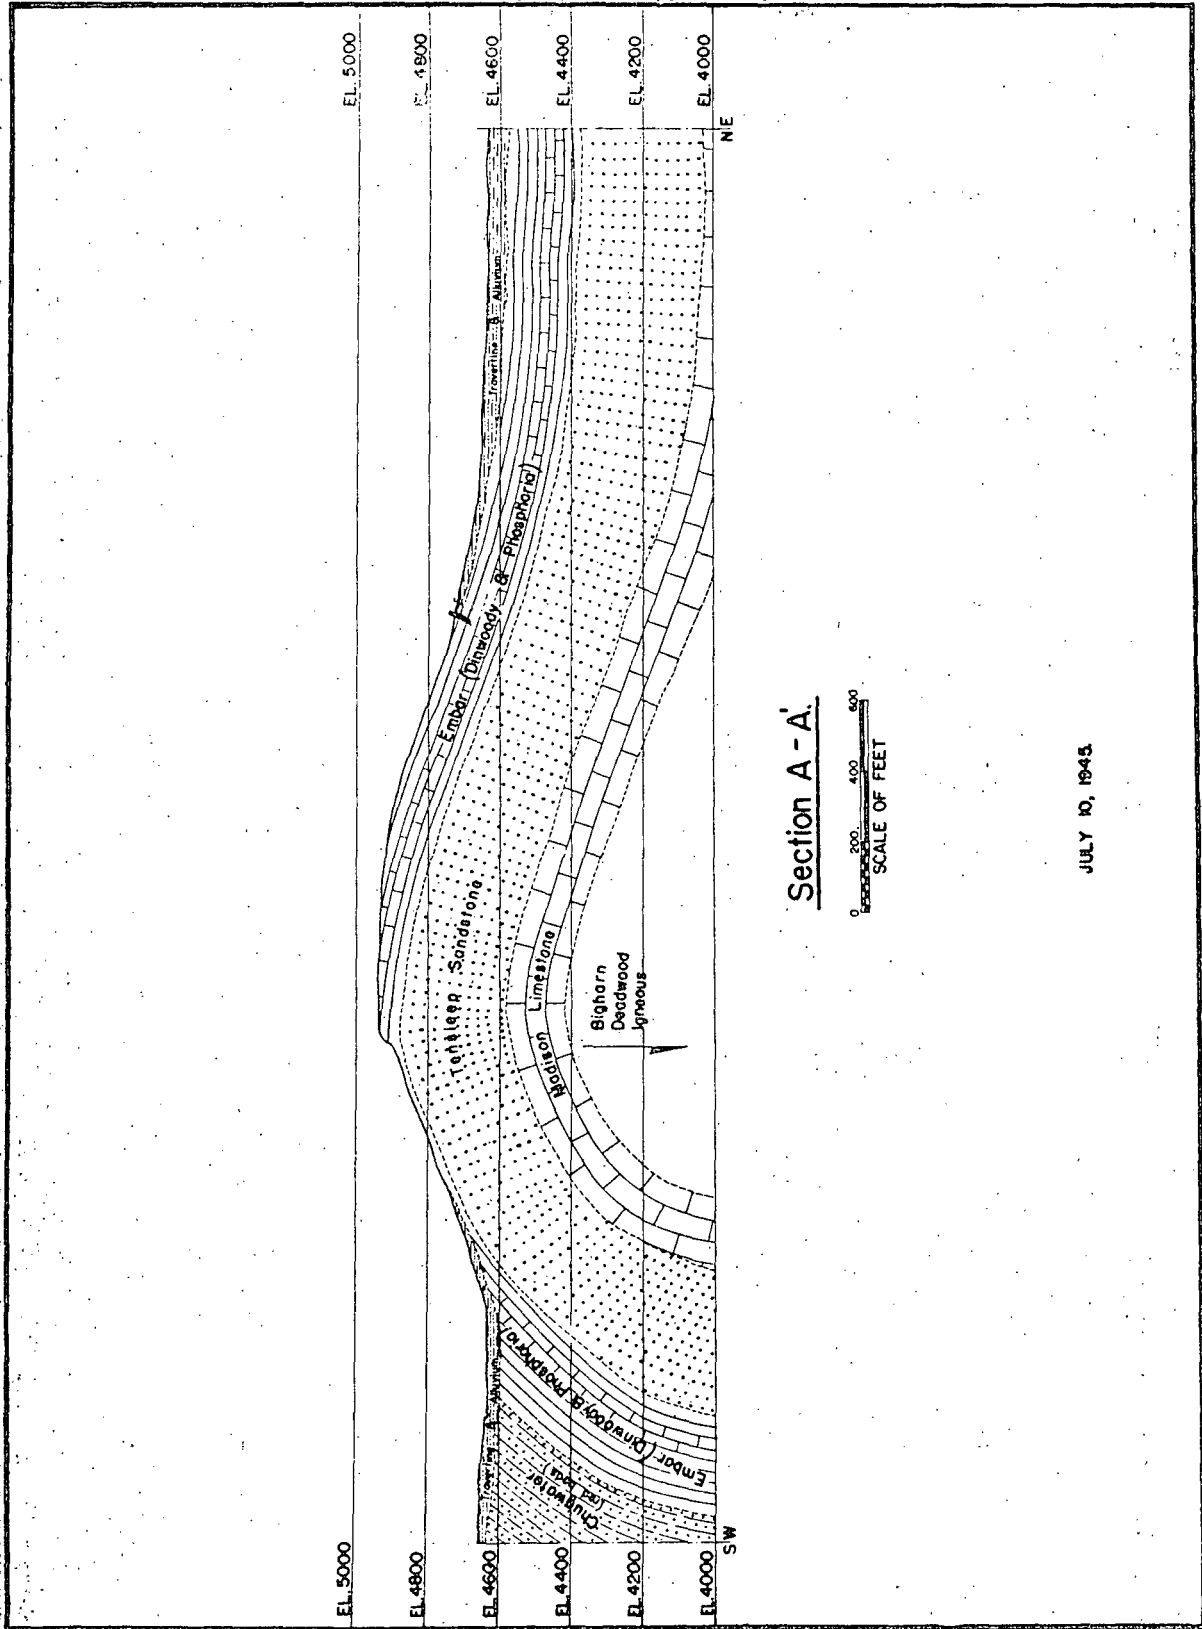 EL. 5000
EL. 4800
EL. 4600
EL. 4400
EL. 4200
EL. 4000
EL. 5000
EL. 4800
EL. 4600
EL. 4400
EL. 4200
EL. 4000
SW
NE
Travertine & Alluvium
Travertine & Alluvium
Chugwater
(red beds)
Embar (Dinwoody & Phosphoria)
Embar (Dinwoody & Phosphoria)
Tensleep Sandstone
Madison Limestone
Bighorn
Deadwood
Igneous
Section A - A'.
0 200 400 600
SCALE OF FEET
JULY 10, 1945.